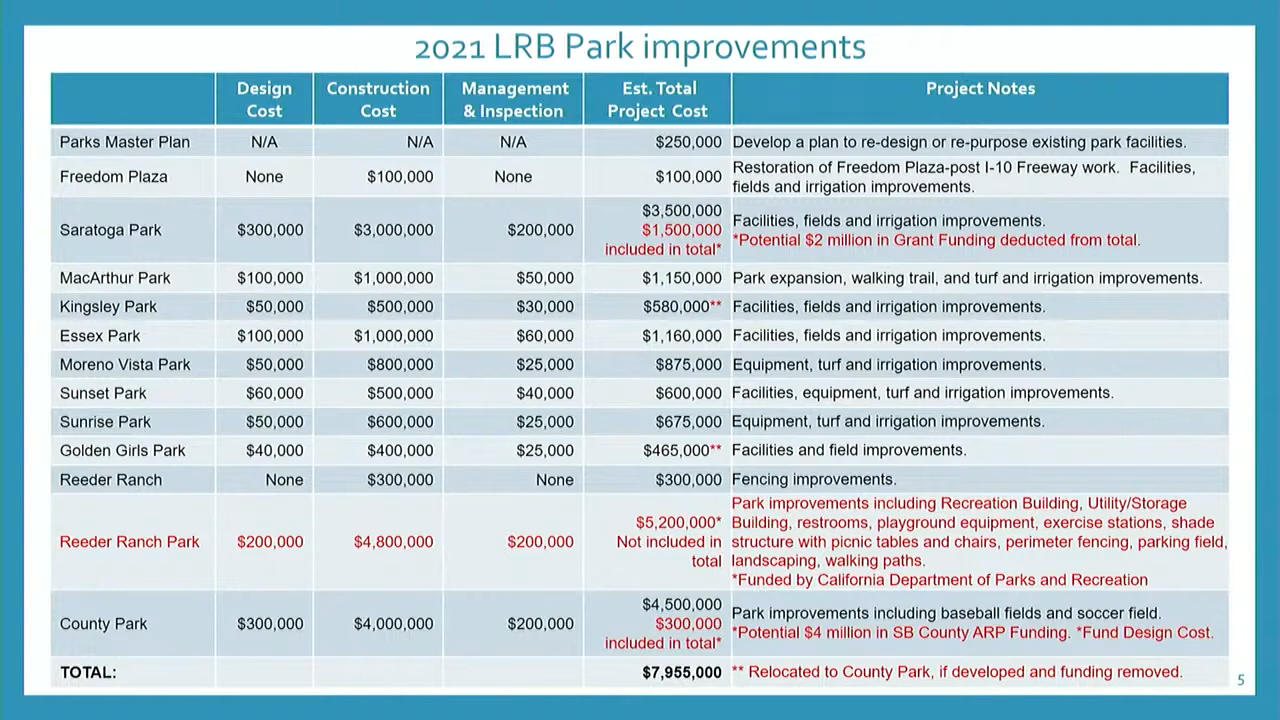 2021 LRB Park improvements
Design Cost | Construction Cost | Management & Inspection | Est. Total Project Cost | Project Notes
Parks Master Plan | N/A | N/A | N/A | $250,000 | Develop a plan to re-design or re-purpose existing park facilities.
Freedom Plaza | None | $100,000 | None | $100,000 | Restoration of Freedom Plaza-post I-10 Freeway work. Facilities, fields and irrigation improvements.
Saratoga Park | $300,000 | $3,000,000 | $200,000 | $3,500,000 $1,500,000 included in total* | Facilities, fields and irrigation improvements. *Potential $2 million in Grant Funding deducted from total.
MacArthur Park | $100,000 | $1,000,000 | $50,000 | $1,150,000 | Park expansion, walking trail, and turf and irrigation improvements.
Kingsley Park | $50,000 | $500,000 | $30,000 | $580,000** | Facilities, fields and irrigation improvements.
Essex Park | $100,000 | $1,000,000 | $60,000 | $1,160,000 | Facilities, fields and irrigation improvements.
Moreno Vista Park | $50,000 | $800,000 | $25,000 | $875,000 | Equipment, turf and irrigation improvements.
Sunset Park | $60,000 | $500,000 | $40,000 | $600,000 | Facilities, equipment, turf and irrigation improvements.
Sunrise Park | $50,000 | $600,000 | $25,000 | $675,000 | Equipment, turf and irrigation improvements.
Golden Girls Park | $40,000 | $400,000 | $25,000 | $465,000** | Facilities and field improvements.
Reeder Ranch | None | $300,000 | None | $300,000 | Fencing improvements.
Reeder Ranch Park | $200,000 | $4,800,000 | $200,000 | $5,200,000* Not included in total | Park improvements including Recreation Building, Utility/Storage Building, restrooms, playground equipment, exercise stations, shade structure with picnic tables and chairs, perimeter fencing, parking field, landscaping, walking paths. *Funded by California Department of Parks and Recreation
County Park | $300,000 | $4,000,000 | $200,000 | $4,500,000 $300,000 included in total* | Park improvements including baseball fields and soccer field. *Potential $4 million in SB County ARP Funding. *Fund Design Cost.
TOTAL: | $7,955,000 | ** Relocated to County Park, if developed and funding removed.
5